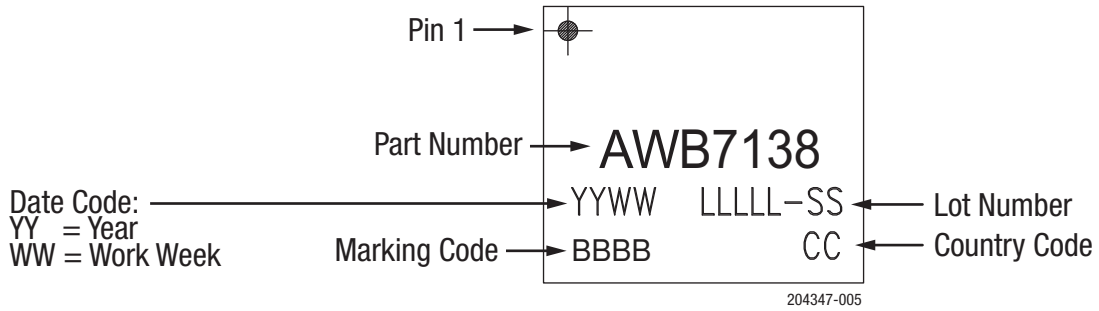 Pin 1
Part Number
AWB7138
Date Code:
YY = Year
WW = Work Week
YYWW LLLLL-SS
Lot Number
Marking Code
BBBB CC
Country Code
204347-005